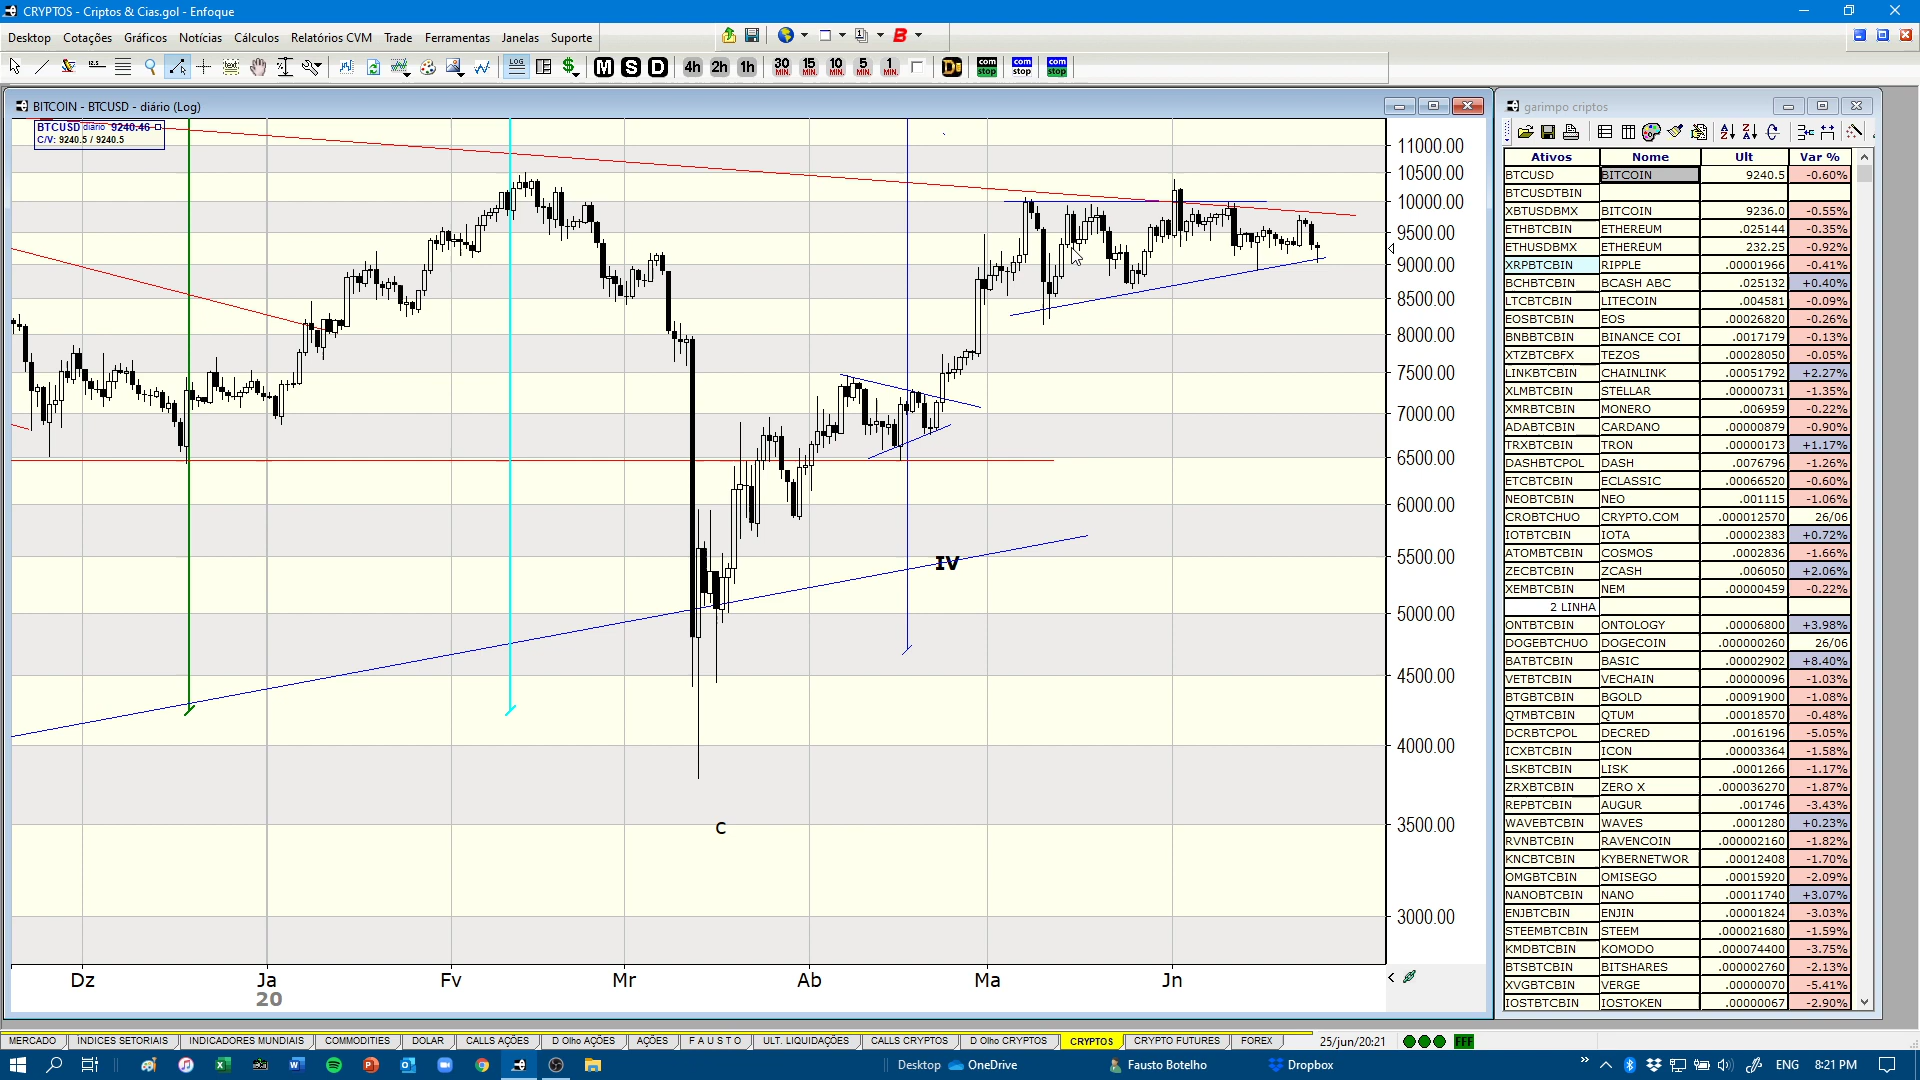 CRYPTOS - Criptos & Cias.gol - Enfoque
Desktop Cotações Gráficos Notícias Cálculos Relatórios CVM Trade Ferramentas Janelas Suporte
LOG M S D 4h 2h 1h 30 MIN. 15 MIN. 10 MIN. 5 MIN. 1 MIN. com stop com stop com stop
BITCOIN - BTCUSD - diário (Log)
BTCUSD diário 9240.46
C/V: 9240.5 / 9240.5
11000.00
10500.00
10000.00
9500.00
9000.00
8500.00
8000.00
7500.00
7000.00
6500.00
6000.00
5500.00
5000.00
4500.00
4000.00
3500.00
3000.00
IV
C
Dz Ja Fv Mr Ab Ma Jn
20
garimpo criptos
Ativos Nome Ult Var %
BTCUSD BITCOIN 9240.5 -0.60%
BTCUSDTBIN
XBTUSDBMX BITCOIN 9236.0 -0.55%
ETHBTCBIN ETHEREUM .025144 -0.35%
ETHUSDBMX ETHEREUM 232.25 -0.92%
XRPBTCBIN RIPPLE .00001966 -0.41%
BCHBTCBIN BCASH ABC .025132 +0.40%
LTCBTCBIN LITECOIN .004581 -0.09%
EOSBTCBIN EOS .00026820 -0.26%
BNBBTCBIN BINANCE COI .0017179 -0.13%
XTZBTCBFX TEZOS .00028050 -0.05%
LINKBTCBIN CHAINLINK .00051792 +2.27%
XLMBTCBIN STELLAR .00000731 -1.35%
XMRBTCBIN MONERO .006959 -0.22%
ADABTCBIN CARDANO .00000879 -0.90%
TRXBTCBIN TRON .00000173 +1.17%
DASHBTCPOL DASH .0076796 -1.26%
ETCBTCBIN ECLASSIC .00066520 -0.60%
NEOBTCBIN NEO .001115 -1.06%
CROBTCHUO CRYPTO.COM .000012570 26/06
IOTBTCBIN IOTA .00002383 +0.72%
ATOMBTCBIN COSMOS .0002836 -1.66%
ZECBTCBIN ZCASH .006050 +2.06%
XEMBTCBIN NEM .00000459 -0.22%
2 LINHA
ONTBTCBIN ONTOLOGY .00006800 +3.98%
DOGEBTCHUO DOGECOIN .000000260 26/06
BATBTCBIN BASIC .00002902 +8.40%
VETBTCBIN VECHAIN .00000096 -1.03%
BTGBTCBIN BGOLD .00091900 -1.08%
QTMBTCBIN QTUM .00018570 -0.48%
DCRBTCPOL DECRED .0016196 -5.05%
ICXBTCBIN ICON .00003364 -1.58%
LSKBTCBIN LISK .0001266 -1.17%
ZRXBTCBIN ZERO X .000036270 -1.87%
REPBTCBIN AUGUR .001746 -3.43%
WAVEBTCBIN WAVES .0001280 +0.23%
RVNBTCBIN RAVENCOIN .000002160 -1.82%
KNCBTCBIN KYBERNETWOR .00012408 -1.70%
OMGBTCBIN OMISEGO .00015920 -2.09%
NANOBTCBIN NANO .00011740 +3.07%
ENJBTCBIN ENJIN .00001824 -3.03%
STEEMBTCBIN STEEM .000021680 -1.59%
KMDBTCBIN KOMODO .000074400 -3.75%
BTSBTCBIN BITSHARES .000002760 -2.13%
XVGBTCBIN VERGE .00000070 -5.41%
IOSTBTCBIN IOSTOKEN .00000067 -2.90%
MERCADO ÍNDICES SETORIAIS INDICADORES MUNDIAIS COMMODITIES DOLAR CALLS AÇÕES D Olho AÇÕES AÇÕES F A U S T O ULT. LIQUIDAÇÕES CALLS CRYPTOS D Olho CRYPTOS CRYPTOS CRYPTO FUTURES FOREX 25/jun/20:21 FFF
Desktop OneDrive Fausto Botelho Dropbox ENG 8:21 PM